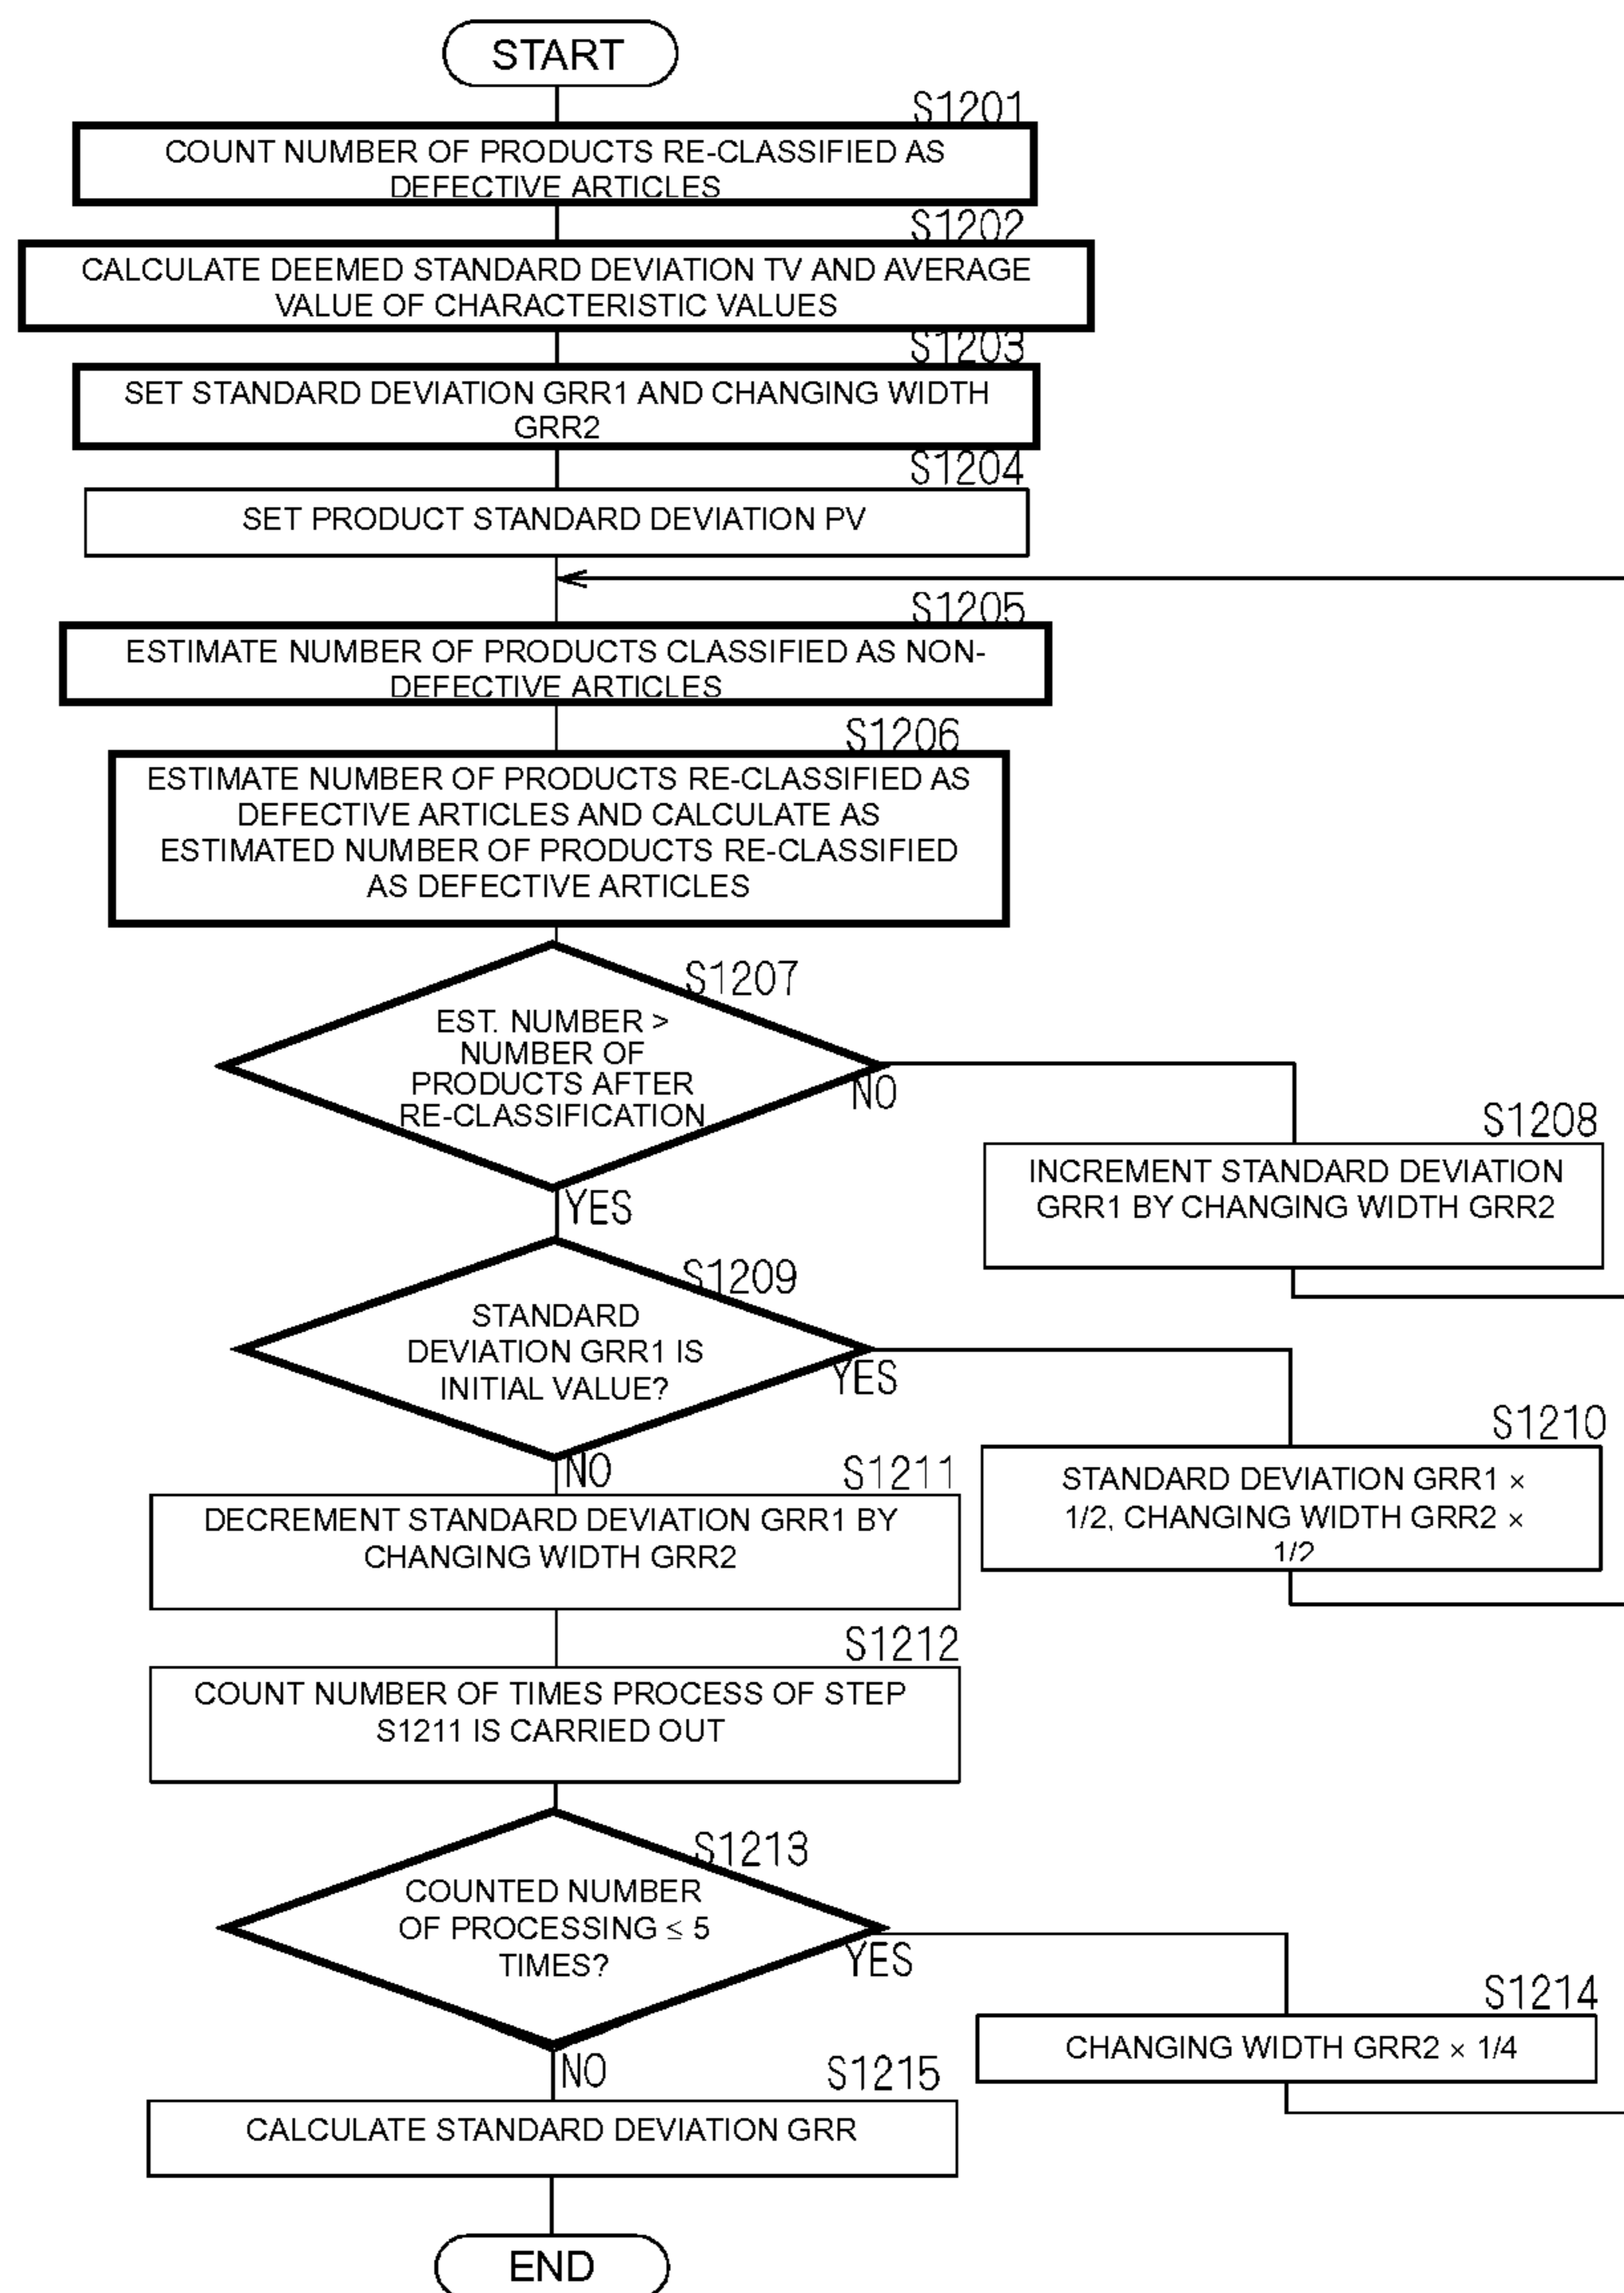 START
S1201
COUNT NUMBER OF PRODUCTS RE-CLASSIFIED AS
DEFECTIVE ARTICLES
S1202
CALCULATE DEEMED STANDARD DEVIATION TV AND AVERAGE
VALUE OF CHARACTERISTIC VALUES
S1203
SET STANDARD DEVIATION GRR1 AND CHANGING WIDTH
GRR2
S1204
SET PRODUCT STANDARD DEVIATION PV
S1205
ESTIMATE NUMBER OF PRODUCTS CLASSIFIED AS NON-
DEFECTIVE ARTICLES
S1206
ESTIMATE NUMBER OF PRODUCTS RE-CLASSIFIED AS
DEFECTIVE ARTICLES AND CALCULATE AS
ESTIMATED NUMBER OF PRODUCTS RE-CLASSIFIED
AS DEFECTIVE ARTICLES
S1207
EST. NUMBER >
NUMBER OF
PRODUCTS AFTER
RE-CLASSIFICATION
NO
YES
S1208
INCREMENT STANDARD DEVIATION
GRR1 BY CHANGING WIDTH GRR2
S1209
STANDARD
DEVIATION GRR1 IS
INITIAL VALUE?
YES
NO
S1210
STANDARD DEVIATION GRR1 ×
1/2, CHANGING WIDTH GRR2 ×
1/2
S1211
DECREMENT STANDARD DEVIATION GRR1 BY
CHANGING WIDTH GRR2
S1212
COUNT NUMBER OF TIMES PROCESS OF STEP
S1211 IS CARRIED OUT
S1213
COUNTED NUMBER
OF PROCESSING ≤ 5
TIMES?
YES
NO
S1214
CHANGING WIDTH GRR2 × 1/4
S1215
CALCULATE STANDARD DEVIATION GRR
END